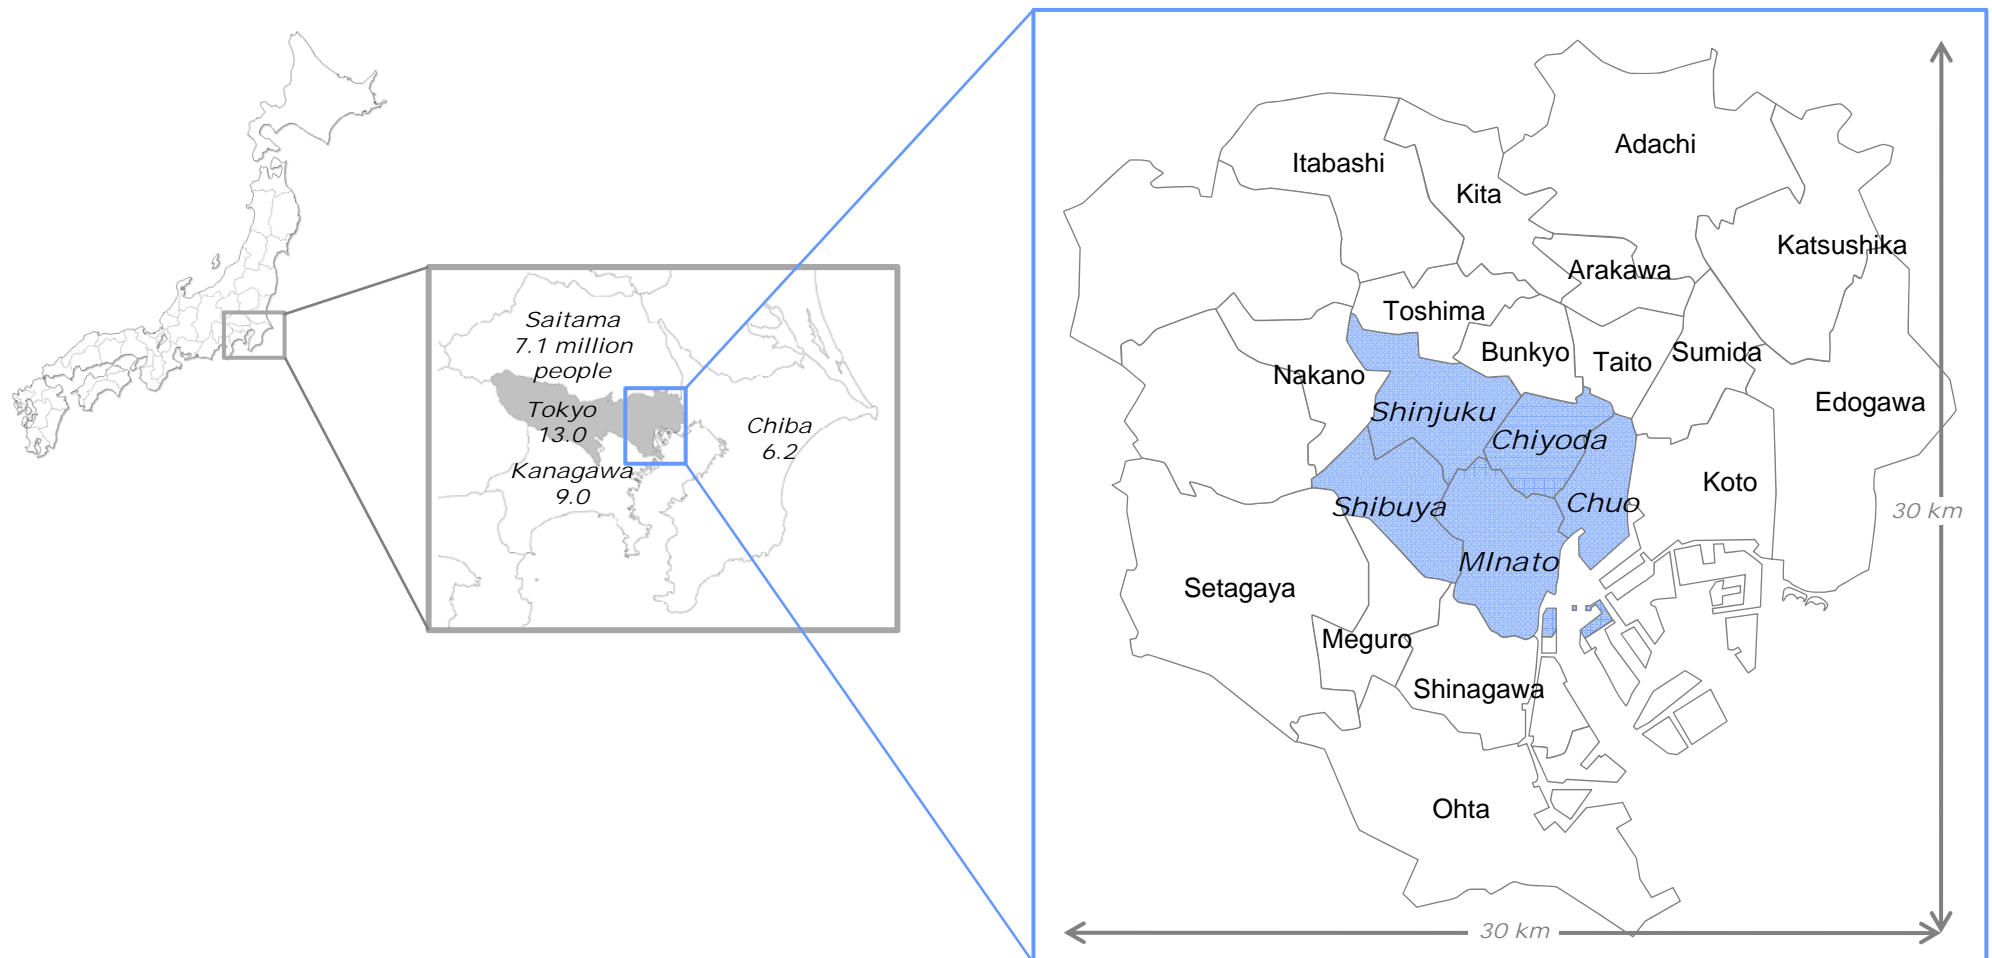 Saitama
7.1 million
people
Tokyo
13.0
Kanagawa
9.0
Chiba
6.2
Adachi
Itabashi
Kita
Katsushika
Arakawa
Toshima
Bunkyo
Taito
Sumida
Nakano
Edogawa
Shinjuku
Chiyoda
Koto
Shibuya
Chuo
30 km
MInato
Setagaya
Meguro
Shinagawa
Ohta
30 km